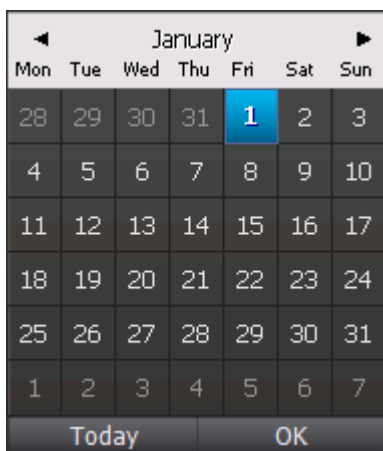 January
Mon Tue Wed Thu Fri Sat Sun
28 29 30 31 1 2 3
4 5 6 7 8 9 10
11 12 13 14 15 16 17
18 19 20 21 22 23 24
25 26 27 28 29 30 31
1 2 3 4 5 6 7
Today OK